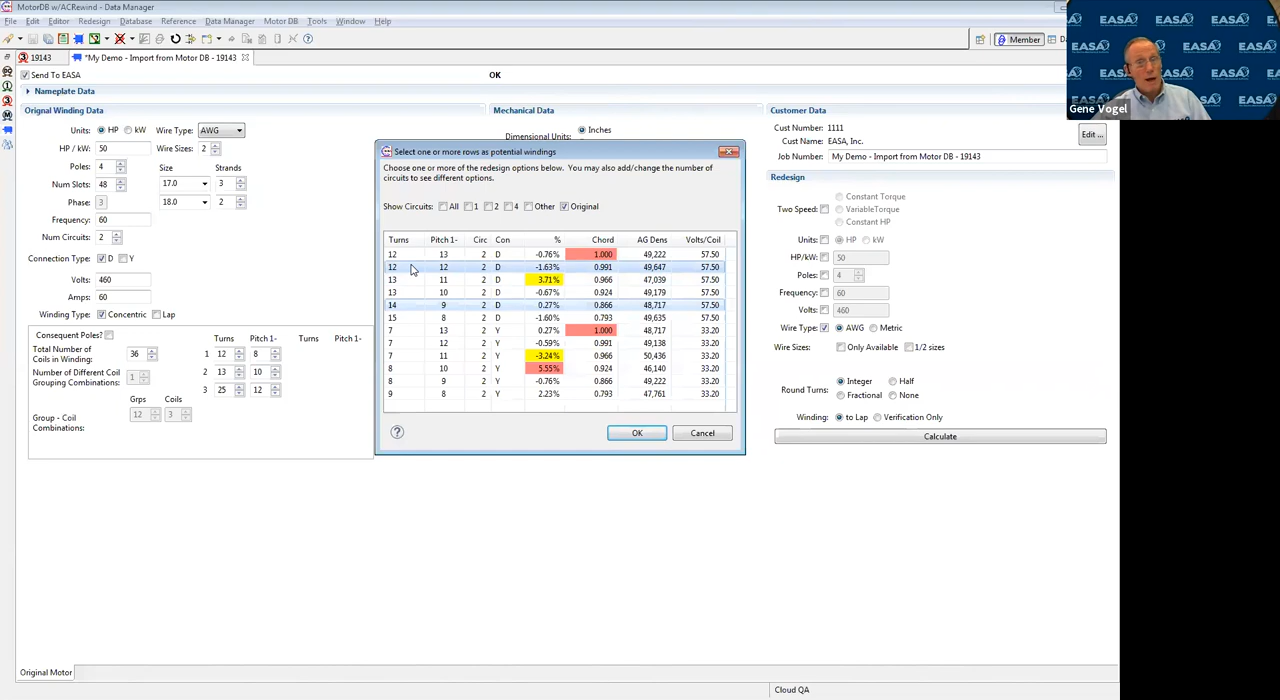 MotorDB w/ACRewind - Data Manager
File Edit Editor Redesign Database Reference Data Manager Motor DB Tools Window Help
Member
19143 *My Demo - Import from Motor DB - 19143
Send To EASA OK
Nameplate Data
Orignal Winding Data
Units: HP kW Wire Type: AWG
HP / kW: 50 Wire Sizes: 2
Poles: 4 Size Strands
Num Slots: 48 17.0 3
Phase: 3 18.0 2
Frequency: 60
Num Circuits: 2
Connection Type: D Y
Volts: 460
Amps: 60
Winding Type: Concentric Lap
Consequent Poles? Turns Pitch 1- Turns Pitch 1-
Total Number of Coils in Winding: 36 1 12 8
Number of Different Coil Grouping Combinations: 1 2 13 10
3 25 12
Grps Coils
Group - Coil Combinations: 12 3
Mechanical Data
Dimensional Units: Inches
Select one or more rows as potential windings
Choose one or more of the redesign options below. You may also add/change the number of
circuits to see different options.
Show Circuits: All 1 2 4 Other Original
Turns Pitch 1- Circ Con % Chord AG Dens Volts/Coil
12 13 2 D -0.76% 1.000 49,222 57.50
12 12 2 D -1.63% 0.991 49,647 57.50
13 11 2 D 3.71% 0.966 47,039 57.50
13 10 2 D -0.67% 0.924 49,179 57.50
14 9 2 D 0.27% 0.866 48,717 57.50
15 8 2 D -1.60% 0.793 49,635 57.50
7 13 2 Y 0.27% 1.000 48,717 33.20
7 12 2 Y -0.59% 0.991 49,138 33.20
7 11 2 Y -3.24% 0.966 50,436 33.20
8 10 2 Y 5.55% 0.924 46,140 33.20
8 9 2 Y -0.76% 0.866 49,222 33.20
9 8 2 Y 2.23% 0.793 47,761 33.20
OK Cancel
Customer Data
Cust Number: 1111
Cust Name: EASA, Inc. Edit ...
Job Number: My Demo - Import from Motor DB - 19143
Redesign
Constant Torque
Two Speed: VariableTorque
Constant HP
Units: HP kW
HP/kW: 50
Poles: 4
Frequency: 60
Volts: 460
Wire Type: AWG Metric
Wire Sizes: Only Available 1/2 sizes
Round Turns: Integer Half
Fractional None
Winding: to Lap Verification Only
Calculate
Original Motor
Cloud QA
EASA EASA EASA
EASA
Gene Vogel